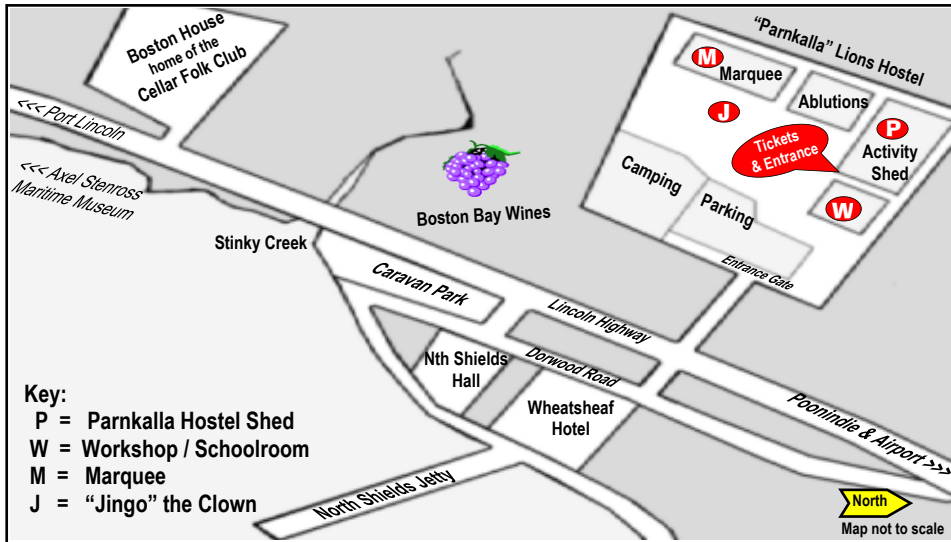 Boston House
home of the
Cellar Folk Club
"Parnkalla" Lions Hostel
M
Marquee
Ablutions
J
P
Activity
Shed
Tickets
& Entrance
W
<<< Port Lincoln
<<< Axel Stenross
Maritime Museum
Camping
Parking
Boston Bay Wines
Stinky Creek
Entrance Gate
Caravan Park
Lincoln Highway
Nth Shields
Hall
Dorwood Road
Wheatsheaf
Hotel
Poonindie & Airport >>>
North Shields Jetty
Key:
P = Parnkalla Hostel Shed
W = Workshop / Schoolroom
M = Marquee
J = "Jingo" the Clown
North
Map not to scale